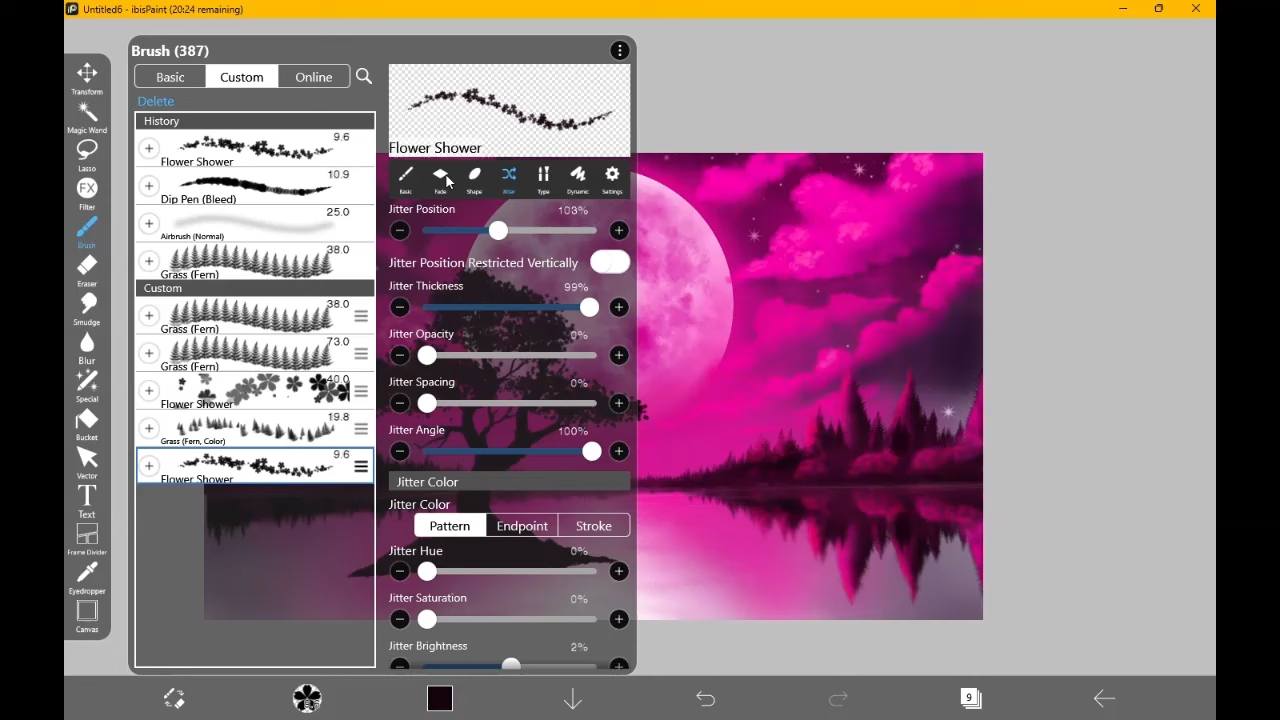 Untitled6 - ibisPaint (20:24 remaining)
Brush (387)
Basic Custom Online
Delete
History
9.6
Flower Shower
10.9
Dip Pen (Bleed)
25.0
Airbrush (Normal)
38.0
Grass (Fern)
Custom
38.0
Grass (Fern)
73.0
Grass (Fern)
40.0
Flower Shower
19.8
Grass (Fern, Color)
9.6
Flower Shower
Flower Shower
Basic Fade Shape Jitter Type Dynamic Settings
Jitter Position 103%
Jitter Position Restricted Vertically
Jitter Thickness 99%
Jitter Opacity 0%
Jitter Spacing 0%
Jitter Angle 100%
Jitter Color
Jitter Color
Pattern Endpoint Stroke
Jitter Hue 0%
Jitter Saturation 0%
Jitter Brightness 2%
Transform
Magic Wand
Lasso
FX
Filter
Brush
Eraser
Smudge
Blur
Special
Bucket
Vector
T
Text
Frame Divider
Eyedropper
Canvas
9